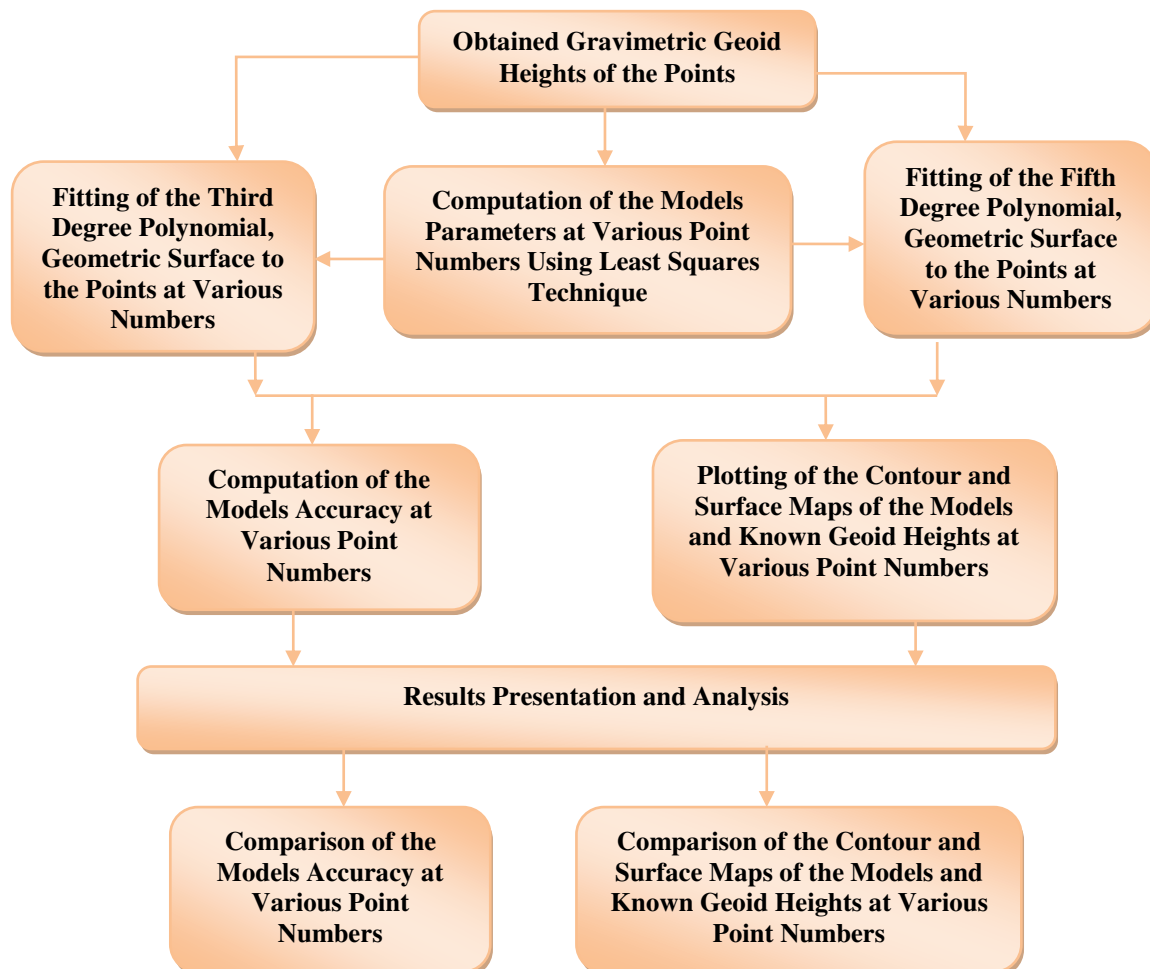 Obtained Gravimetric Geoid
Heights of the Points
Fitting of the Third
Degree Polynomial,
Geometric Surface to
the Points at Various
Numbers
Computation of the Models
Parameters at Various Point
Numbers Using Least Squares
Technique
Fitting of the Fifth
Degree Polynomial,
Geometric Surface
to the Points at
Various Numbers
Computation of the
Models Accuracy at
Various Point
Numbers
Plotting of the Contour and
Surface Maps of the Models
and Known Geoid Heights at
Various Point Numbers
Results Presentation and Analysis
Comparison of the
Models Accuracy at
Various Point
Numbers
Comparison of the Contour and
Surface Maps of the Models and
Known Geoid Heights at Various
Point Numbers